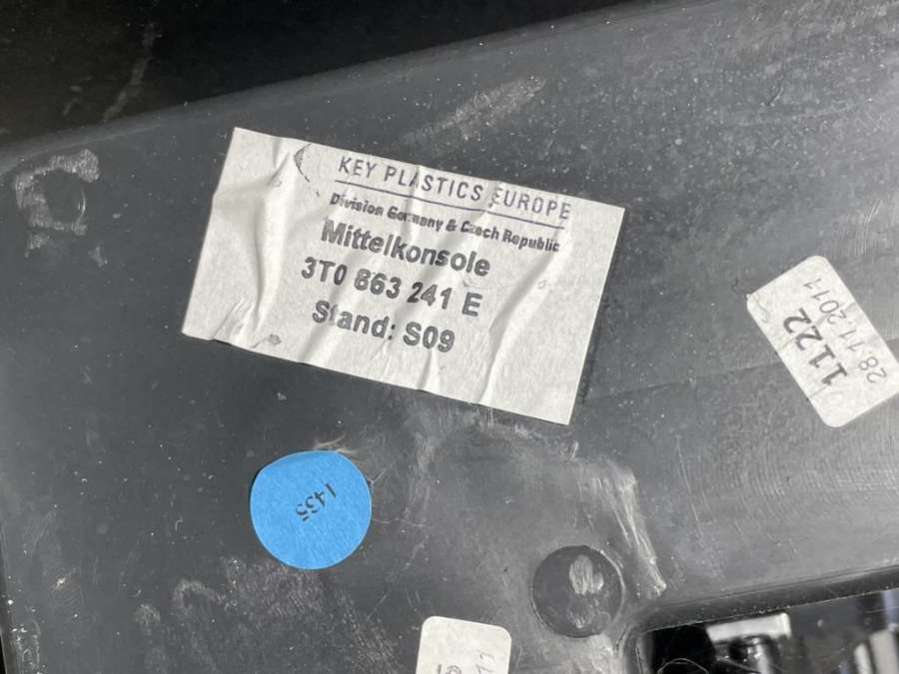 KEY PLASTICS EUROPE
Division Germany & Czech Republic
Mittelkonsole
3T0 863 241 E
Stand: S09
1122
28.11.2011
1455